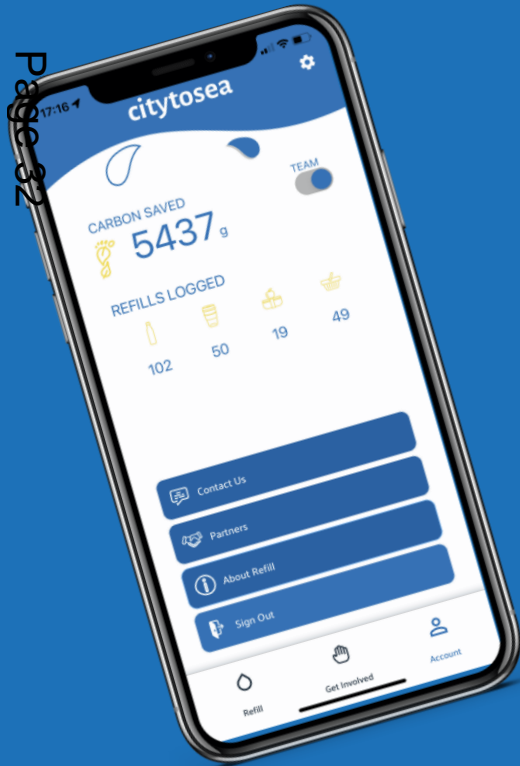 Page 32
17:16
citytosea
TEAM
CARBON SAVED
5437 g
REFILLS LOGGED
102 50 19 49
Contact Us
Partners
About Refill
Sign Out
Refill Get Involved Account